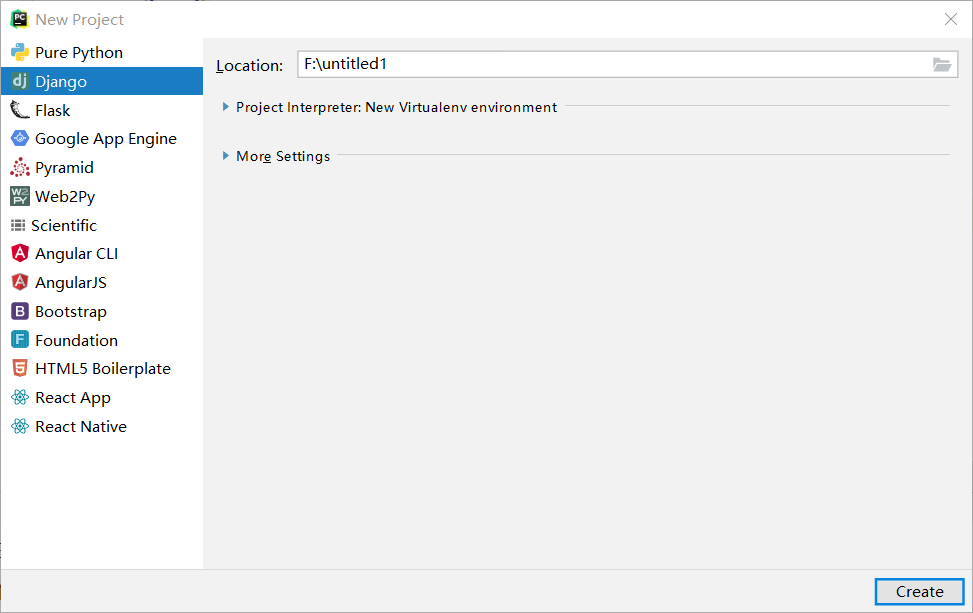 New Project
Pure Python
Django
Flask
Google App Engine
Pyramid
Web2Py
Scientific
Angular CLI
AngularJS
Bootstrap
Foundation
HTML5 Boilerplate
React App
React Native
Location: F:\untitled1
Project Interpreter: New Virtualenv environment
More Settings
Create